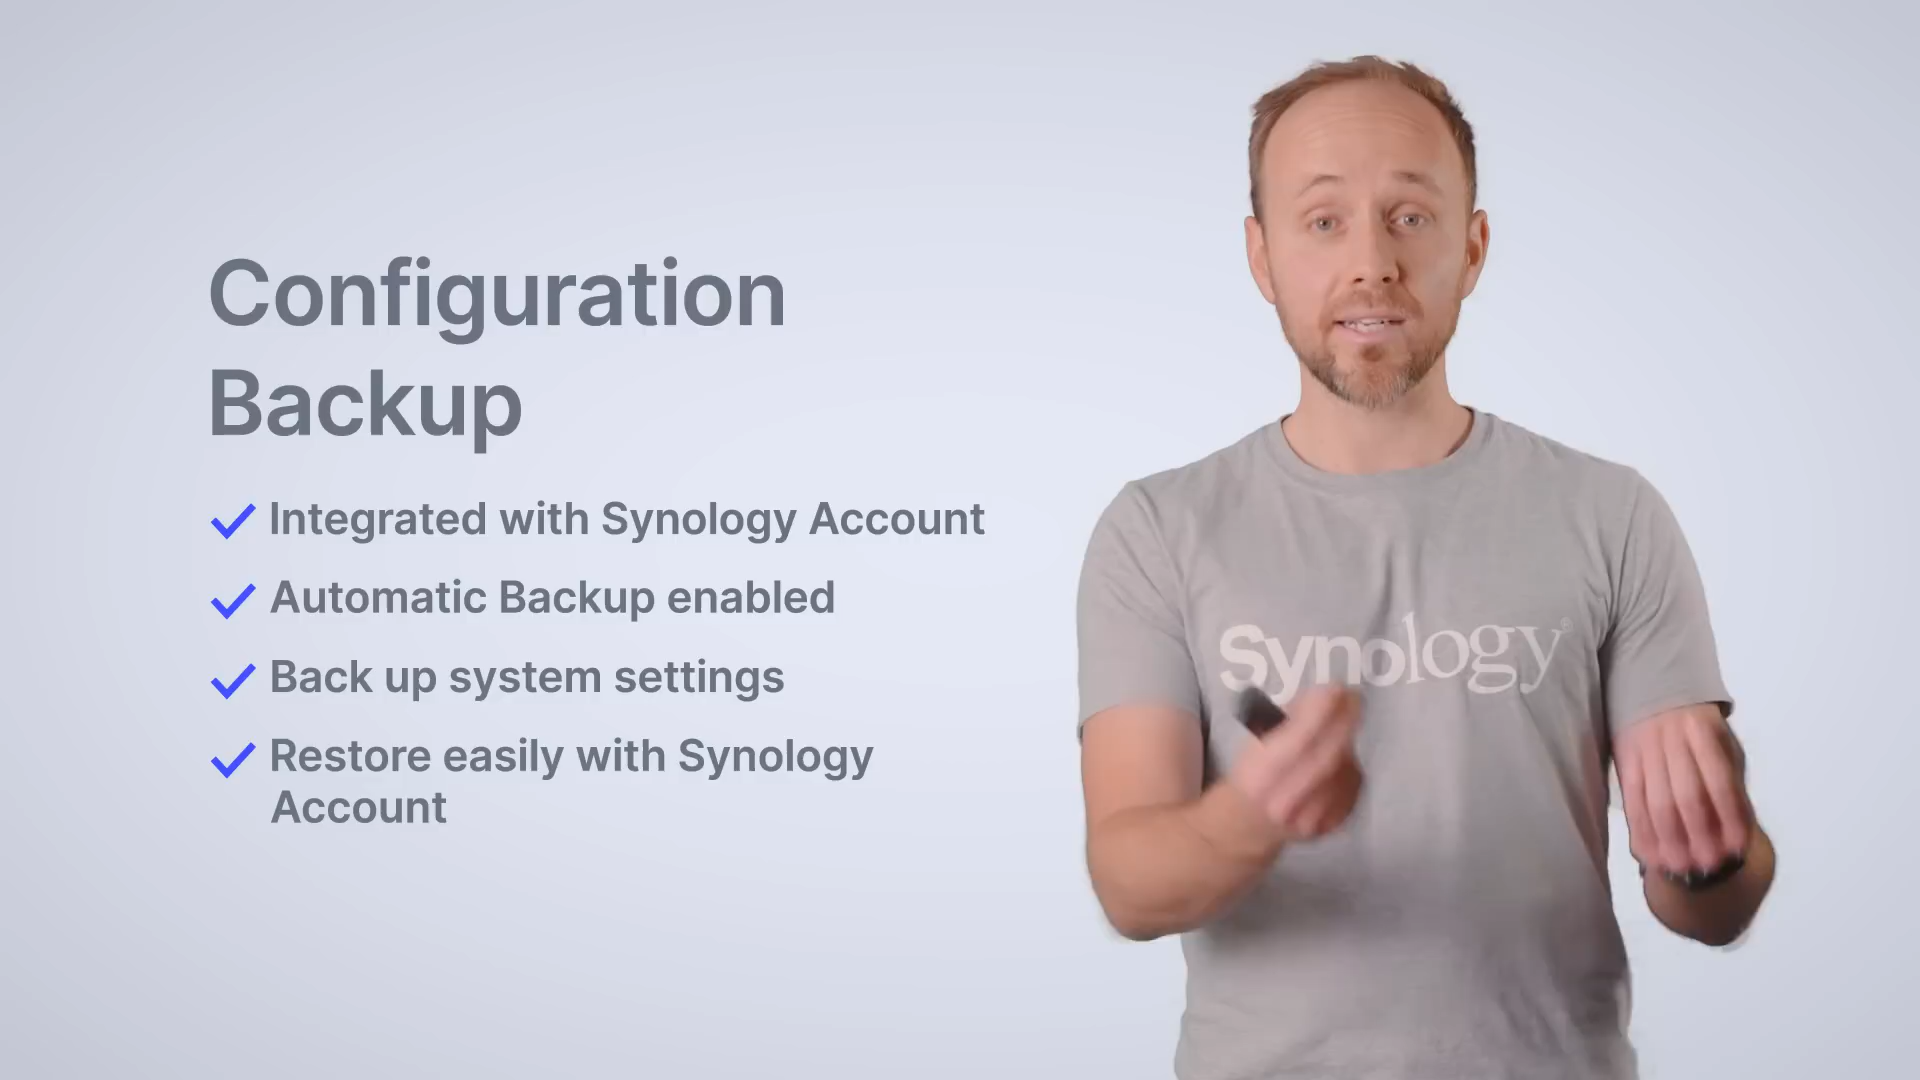 Configuration
Backup
Integrated with Synology Account
Automatic Backup enabled
Back up system settings
Restore easily with Synology
Account
Synology®